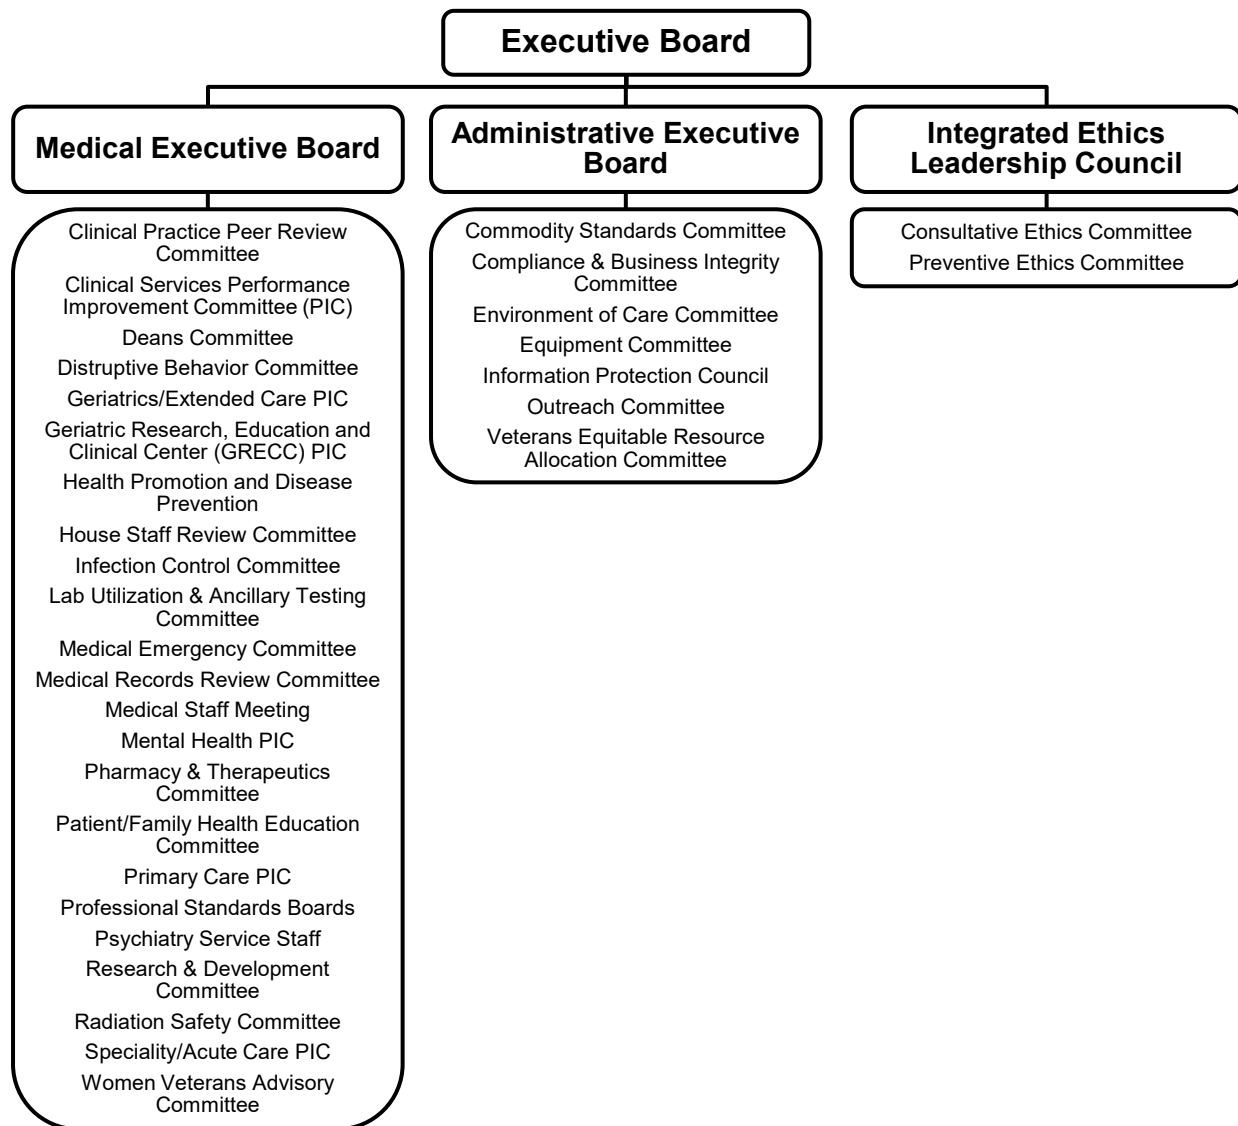 Executive Board
Medical Executive Board
Administrative Executive
Board
Integrated Ethics
Leadership Council
Clinical Practice Peer Review
Committee
Clinical Services Performance
Improvement Committee (PIC)
Deans Committee
Distruptive Behavior Committee
Geriatrics/Extended Care PIC
Geriatric Research, Education and
Clinical Center (GRECC) PIC
Health Promotion and Disease
Prevention
House Staff Review Committee
Infection Control Committee
Lab Utilization & Ancillary Testing
Committee
Medical Emergency Committee
Medical Records Review Committee
Medical Staff Meeting
Mental Health PIC
Pharmacy & Therapeutics
Committee
Patient/Family Health Education
Committee
Primary Care PIC
Professional Standards Boards
Psychiatry Service Staff
Research & Development
Committee
Radiation Safety Committee
Speciality/Acute Care PIC
Women Veterans Advisory
Committee
Commodity Standards Committee
Compliance & Business Integrity
Committee
Environment of Care Committee
Equipment Committee
Information Protection Council
Outreach Committee
Veterans Equitable Resource
Allocation Committee
Consultative Ethics Committee
Preventive Ethics Committee